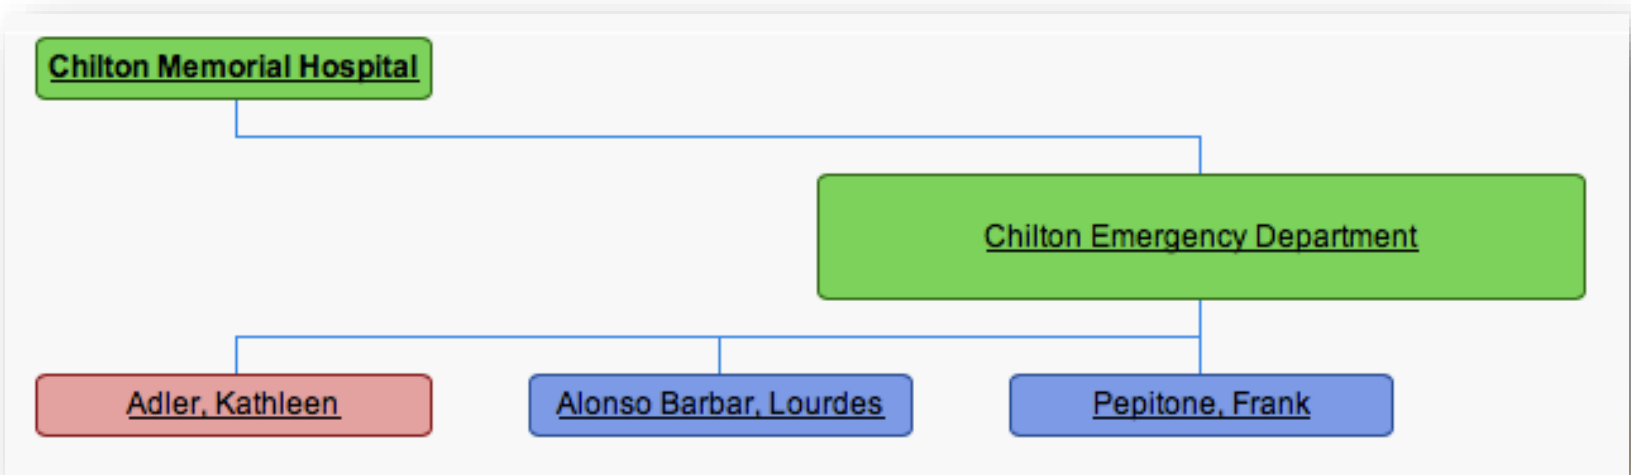 Chilton Memorial Hospital
Chilton Emergency Department
Adler, Kathleen
Alonso Barbar, Lourdes
Pepitone, Frank